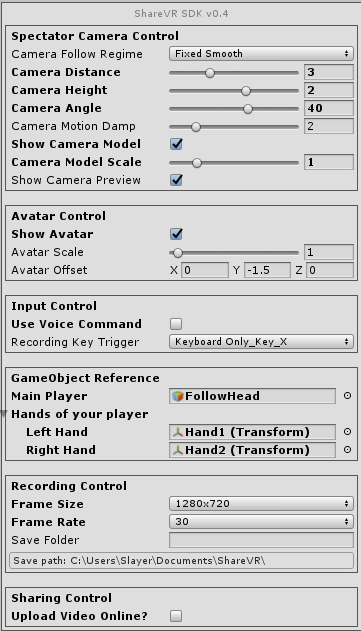 ShareVR SDK v0.4
Spectator Camera Control
Camera Follow Regime Fixed Smooth
Camera Distance 3
Camera Height 2
Camera Angle 40
Camera Motion Damp 2
Show Camera Model
Camera Model Scale 1
Show Camera Preview
Avatar Control
Show Avatar
Avatar Scale 1
Avatar Offset X 0 Y -1.5 Z 0
Input Control
Use Voice Command
Recording Key Trigger Keyboard Only_Key_X
GameObject Reference
Main Player FollowHead
Hands of your player
Left Hand Hand1 (Transform)
Right Hand Hand2 (Transform)
Recording Control
Frame Size 1280x720
Frame Rate 30
Save Folder
Save path: C:\Users\Slayer\Documents\ShareVR\
Sharing Control
Upload Video Online?